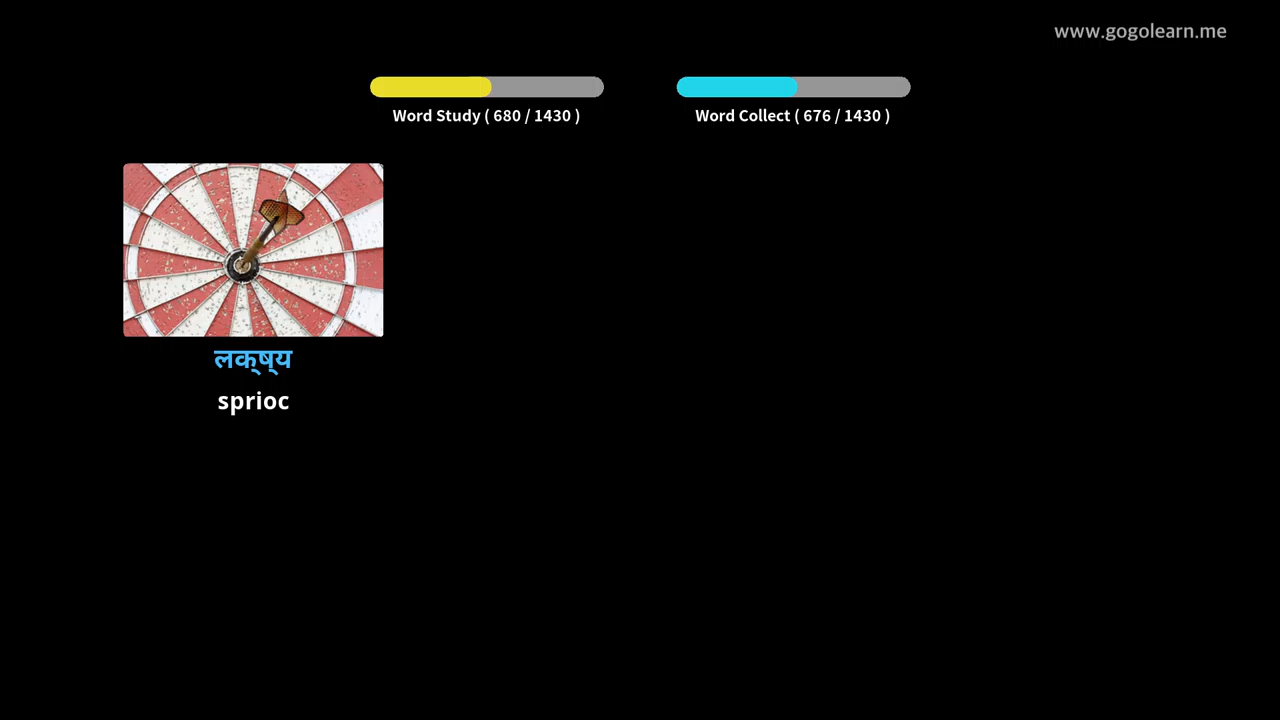 www.gogolearn.me
Word Study ( 680 / 1430 )
Word Collect ( 676 / 1430 )
लक्ष्य
sprioc